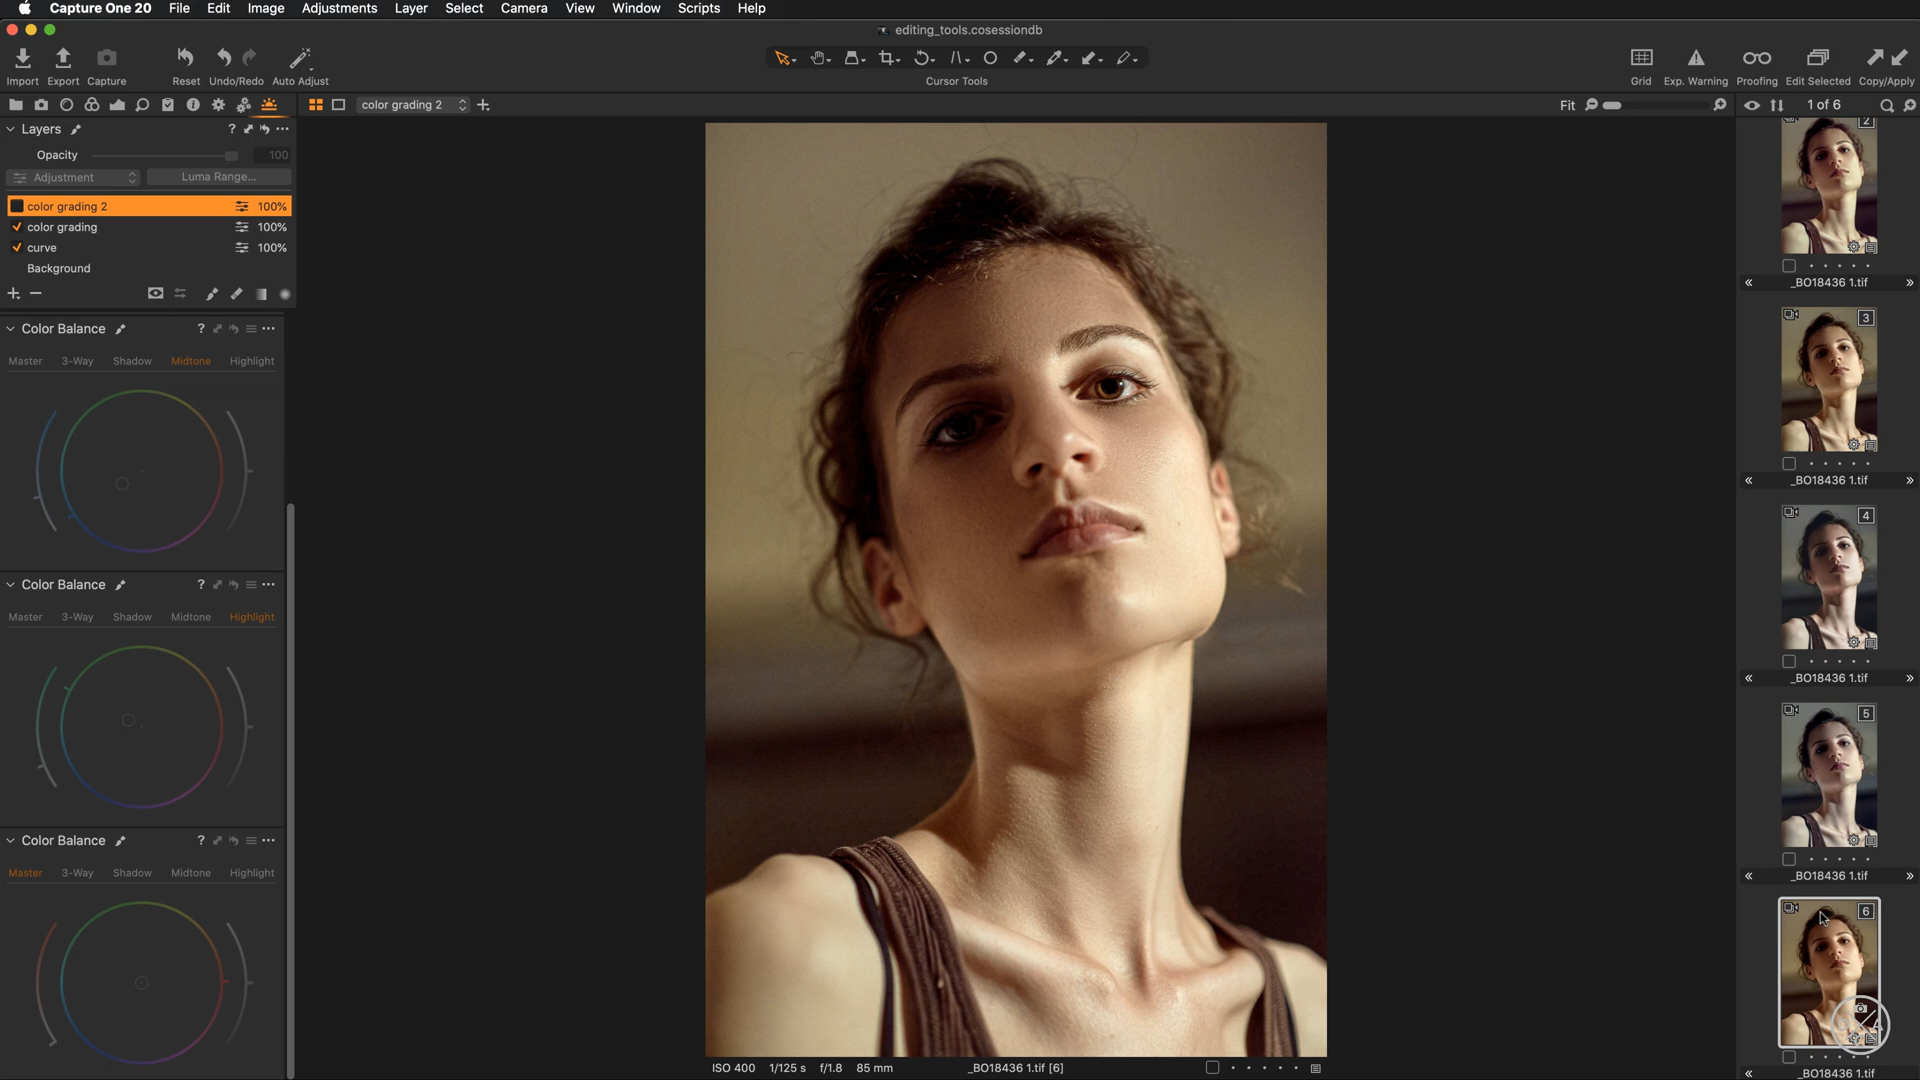 Capture One 20 File Edit Image Adjustments Layer Select Camera View Window Scripts Help
editing_tools.cosessiondb
Import Export Capture Reset Undo/Redo Auto Adjust Cursor Tools Grid Exp. Warning Proofing Edit Selected Copy/Apply
color grading 2 Fit 1 of 6
Layers
Opacity 100
Adjustment Luma Range...
color grading 2 100%
color grading 100%
curve 100%
Background
Color Balance
Master 3-Way Shadow Midtone Highlight
Color Balance
Master 3-Way Shadow Midtone Highlight
Color Balance
Master 3-Way Shadow Midtone Highlight
ISO 400 1/125 s f/1.8 85 mm _BO18436 1.tif [6]
2
_BO18436 1.tif
3
_BO18436 1.tif
4
_BO18436 1.tif
5
_BO18436 1.tif
6
_BO18436 1.tif